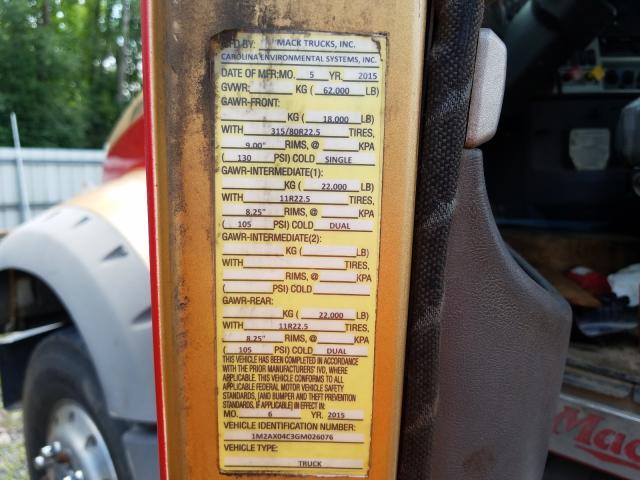 MFD BY: MACK TRUCKS, INC.
CAROLINA ENVIRONMENTAL SYSTEMS, INC.
DATE OF MFR:MO. 5 YR. 2015
GVWR: KG ( 62,000 LB)
GAWR-FRONT:
KG ( 18,000 LB)
WITH 315/80R22.5 TIRES,
9.00" RIMS, @ KPA
( 130 PSI) COLD SINGLE
GAWR-INTERMEDIATE(1):
KG ( 22,000 LB)
WITH 11R22.5 TIRES,
8.25" RIMS, @ KPA
( 105 PSI) COLD DUAL
GAWR-INTERMEDIATE(2):
KG ( LB)
WITH TIRES,
RIMS, @ KPA
( PSI) COLD
GAWR-REAR:
KG ( 22,000 LB)
WITH 11R22.5 TIRES,
8.25" RIMS, @ KPA
( 105 PSI) COLD DUAL
THIS VEHICLE HAS BEEN COMPLETED IN ACCORDANCE
WITH THE PRIOR MANUFACTURERS' IVD, WHERE
APPLICABLE. THIS VEHICLE CONFORMS TO ALL
APPLICABLE FEDERAL MOTOR VEHICLE SAFETY
STANDARDS, [AND BUMPER AND THEFT PREVENTION
STANDARDS, IF APPLICABLE] IN EFFECT IN:
MO. 6 YR. 2015
VEHICLE IDENTIFICATION NUMBER:
1M2AX04C3GM026076
VEHICLE TYPE:
TRUCK
Mack